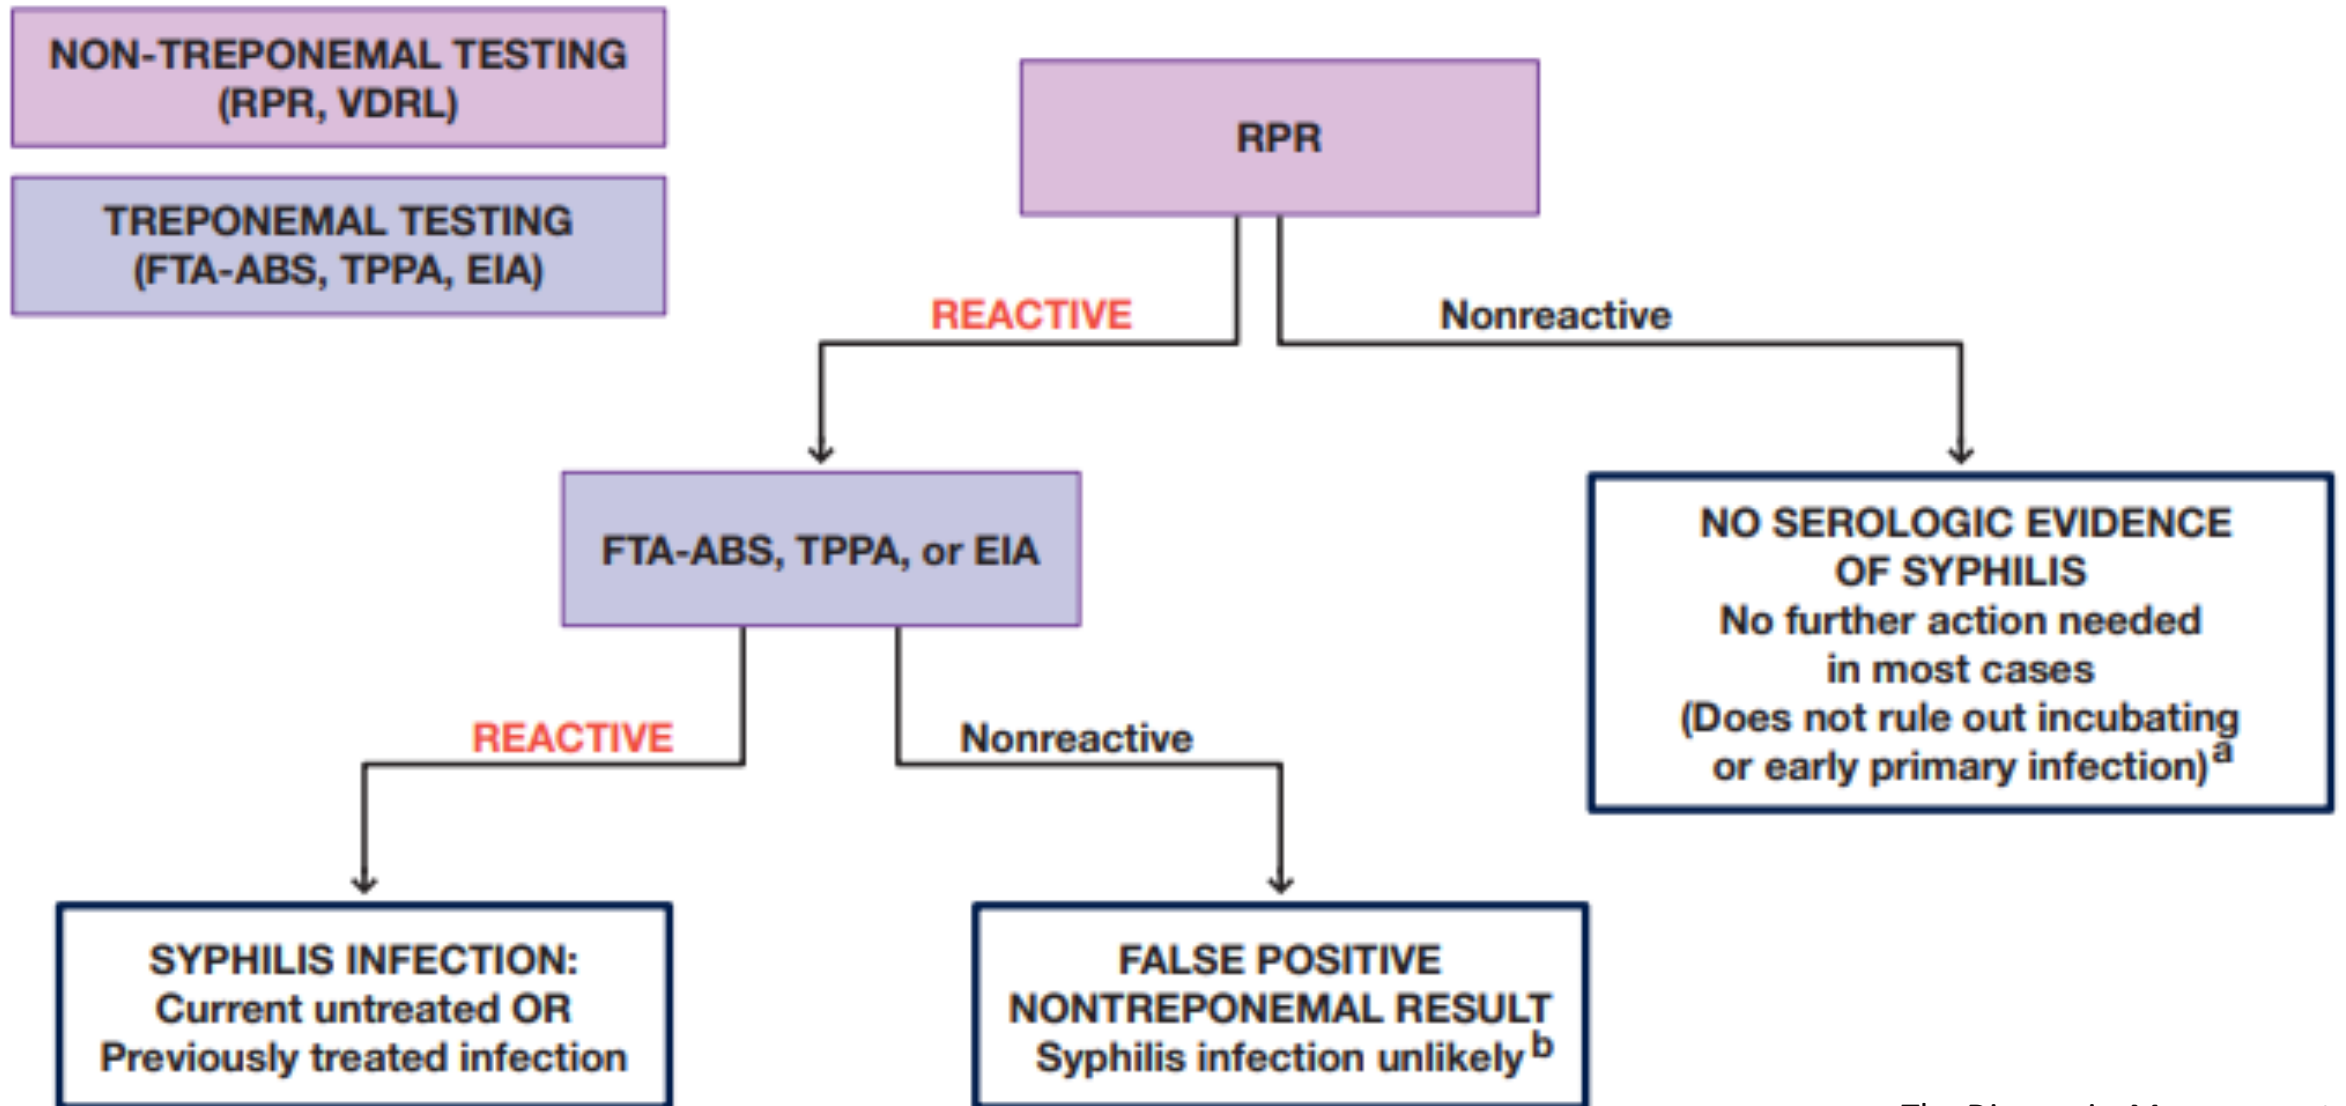 NON-TREPONEMAL TESTING
(RPR, VDRL)
TREPONEMAL TESTING
(FTA-ABS, TPPA, EIA)
RPR
REACTIVE
Nonreactive
FTA-ABS, TPPA, or EIA
NO SEROLOGIC EVIDENCE
OF SYPHILIS
No further action needed
in most cases
(Does not rule out incubating
or early primary infection)a
REACTIVE
Nonreactive
SYPHILIS INFECTION:
Current untreated OR
Previously treated infection
FALSE POSITIVE
NONTREPONEMAL RESULT
Syphilis infection unlikely b